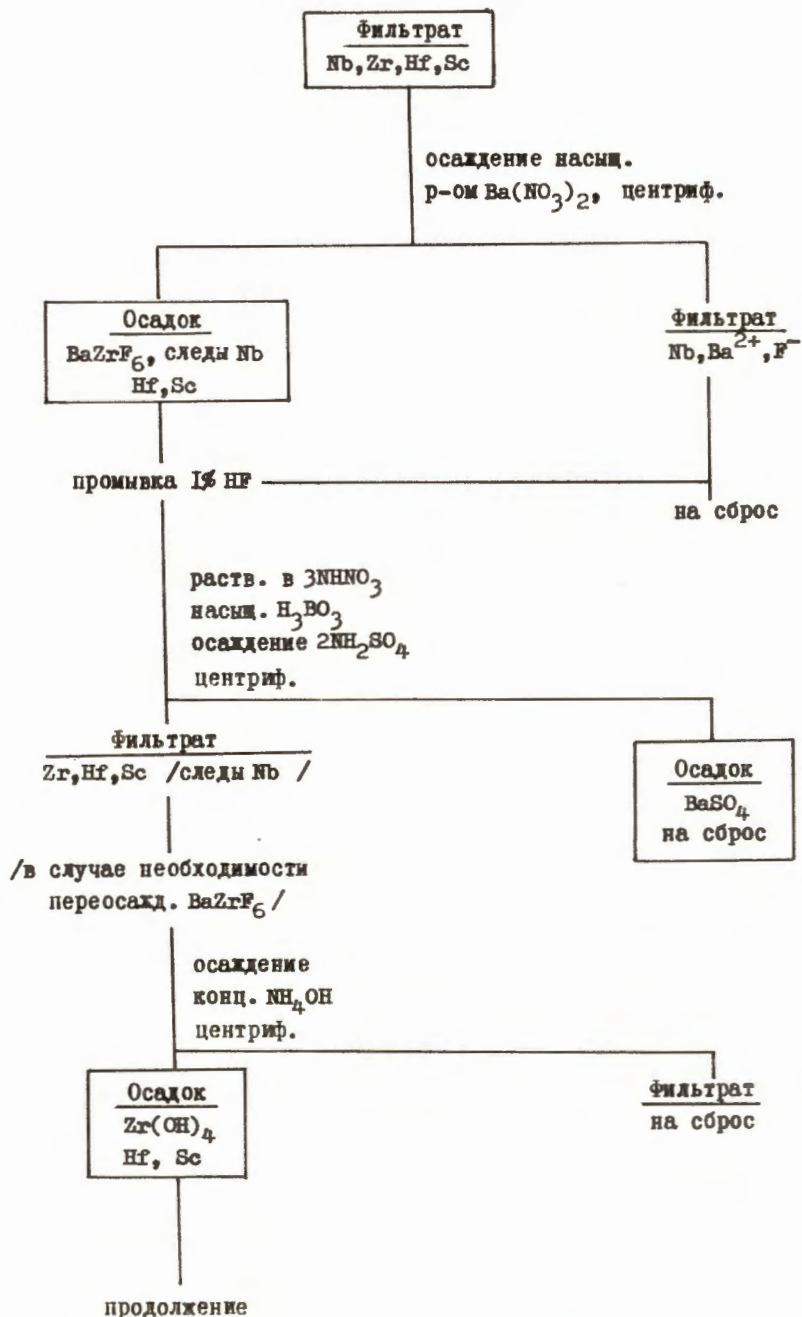 Фильтрат
Nb,Zr,Hf,Sc
осаждение насыщ.
р-ом Ba(NO3)2, центриф.
Осадок
BaZrF6, следы Nb
Hf,Sc
Фильтрат
Nb,Ba2+,F-
промывка I% HF
на сброс
раств. в 3NHNO3
насыщ. H3BO3
осаждение 2NH2SO4
центриф.
Фильтрат
Zr,Hf,Sc /следы Nb /
Осадок
BaSO4
на сброс
/в случае необходимости
переосажд. BaZrF6/
осаждение
конц. NH4OH
центриф.
Осадок
Zr(OH)4
Hf, Sc
Фильтрат
на сброс
продолжение